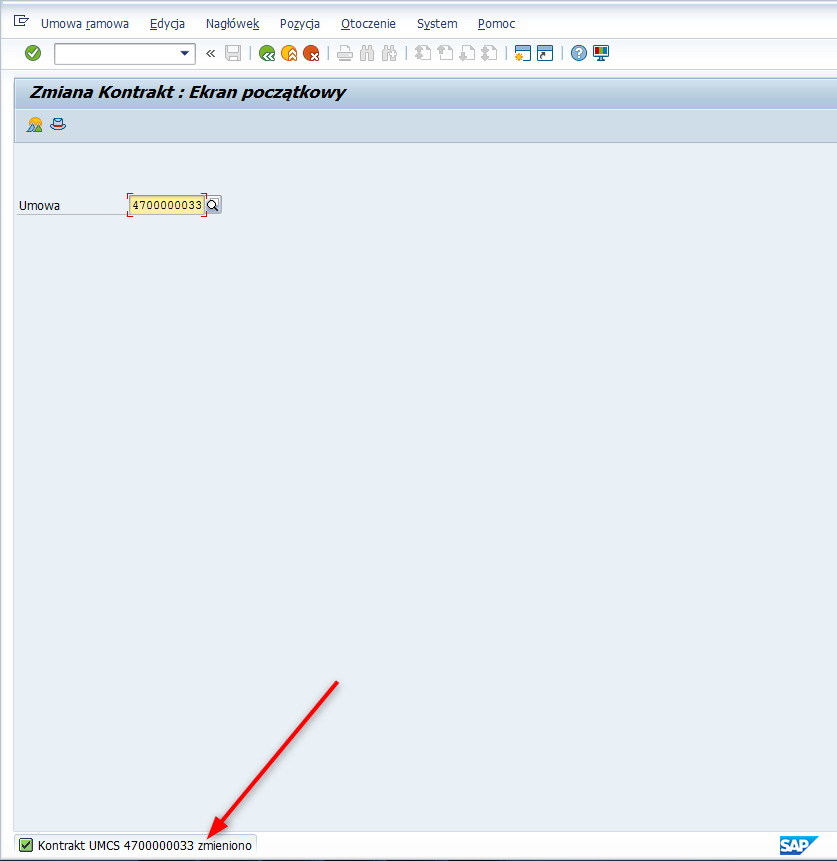 Umowa ramowa Edycja Nagłówek Pozycja Otoczenie System Pomoc
Zmiana Kontrakt : Ekran początkowy
Umowa 4700000033
Kontrakt UMCS 4700000033 zmieniono
SAP